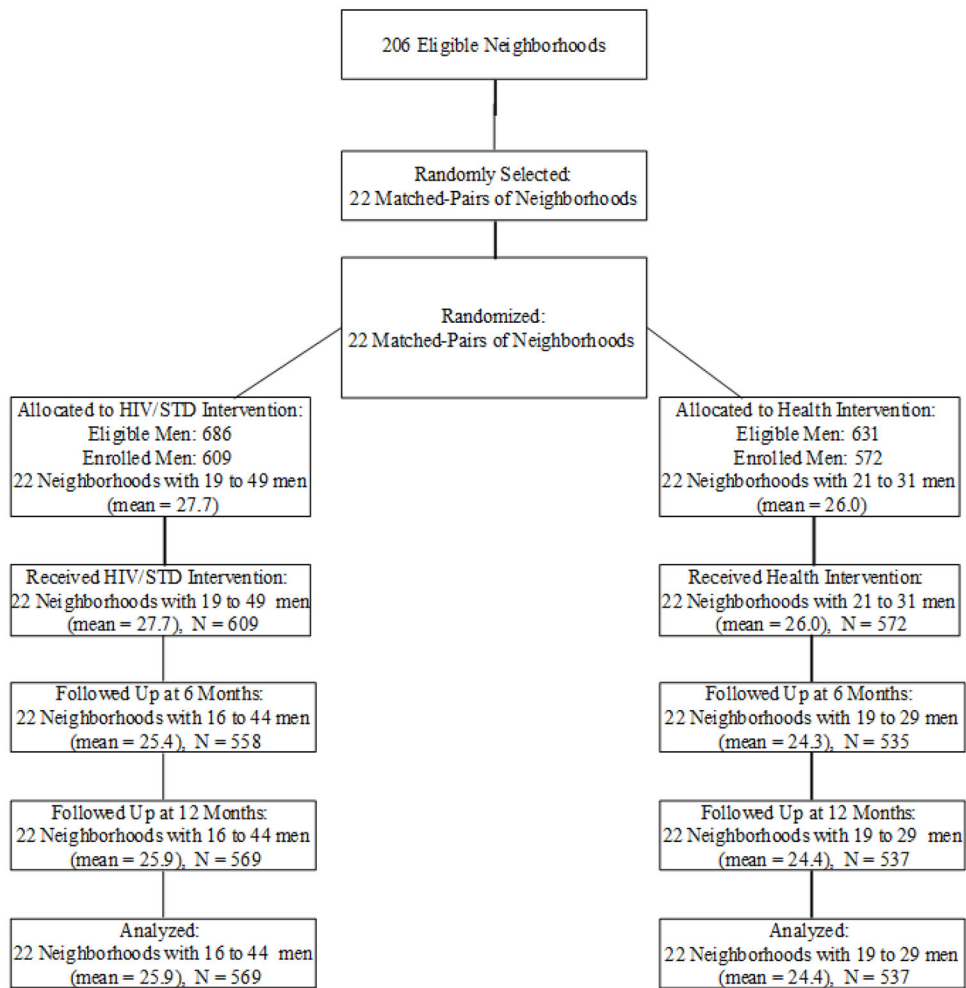 206 Eligible Neighborhoods
Randomly Selected:
22 Matched-Pairs of Neighborhoods
Randomized:
22 Matched-Pairs of Neighborhoods
Allocated to HIV/STD Intervention:
Eligible Men: 686
Enrolled Men: 609
22 Neighborhoods with 19 to 49 men
(mean = 27.7)
Allocated to Health Intervention:
Eligible Men: 631
Enrolled Men: 572
22 Neighborhoods with 21 to 31 men
(mean = 26.0)
Received HIV/STD Intervention:
22 Neighborhoods with 19 to 49 men
(mean = 27.7), N = 609
Received Health Intervention:
22 Neighborhoods with 21 to 31 men
(mean = 26.0), N = 572
Followed Up at 6 Months:
22 Neighborhoods with 16 to 44 men
(mean = 25.4), N = 558
Followed Up at 6 Months:
22 Neighborhoods with 19 to 29 men
(mean = 24.3), N = 535
Followed Up at 12 Months:
22 Neighborhoods with 16 to 44 men
(mean = 25.9), N = 569
Followed Up at 12 Months:
22 Neighborhoods with 19 to 29 men
(mean = 24.4), N = 537
Analyzed:
22 Neighborhoods with 16 to 44 men
(mean = 25.9), N = 569
Analyzed:
22 Neighborhoods with 19 to 29 men
(mean = 24.4), N = 537